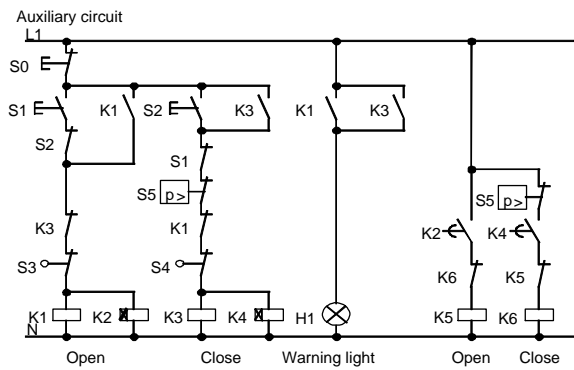 Auxiliary circuit
L1
S0
S1 K1 S2 K3 K1 K3
S2
S1
S5 p> S5 p>
K3 K1 K2 K4
S3 S4 K6 K5
K1 K2 K3 K4 H1 K5 K6
N
Open Close Warning light Open Close